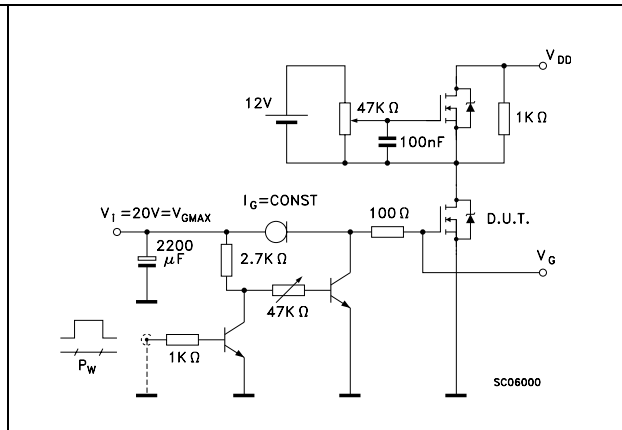 V DD
12V
47K Ω
1K Ω
100nF
I G =CONST
V I =20V=V GMAX
100 Ω
D.U.T.
2200
μF
2.7K Ω
V G
47K Ω
1K Ω
P W
SC06000